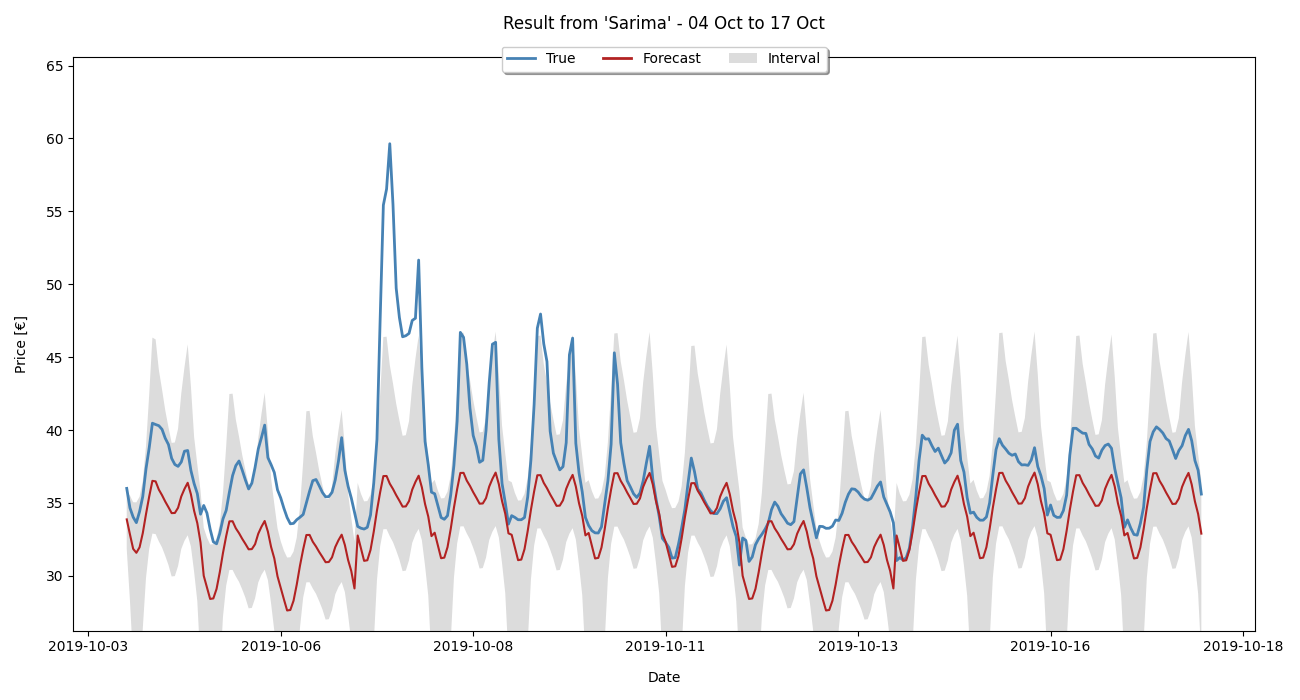 Result from 'Sarima' - 04 Oct to 17 Oct
True Forecast Interval
65
60
55
50
45
40
35
30
Price [€]
2019-10-03 2019-10-06 2019-10-08 2019-10-11 2019-10-13 2019-10-16 2019-10-18
Date